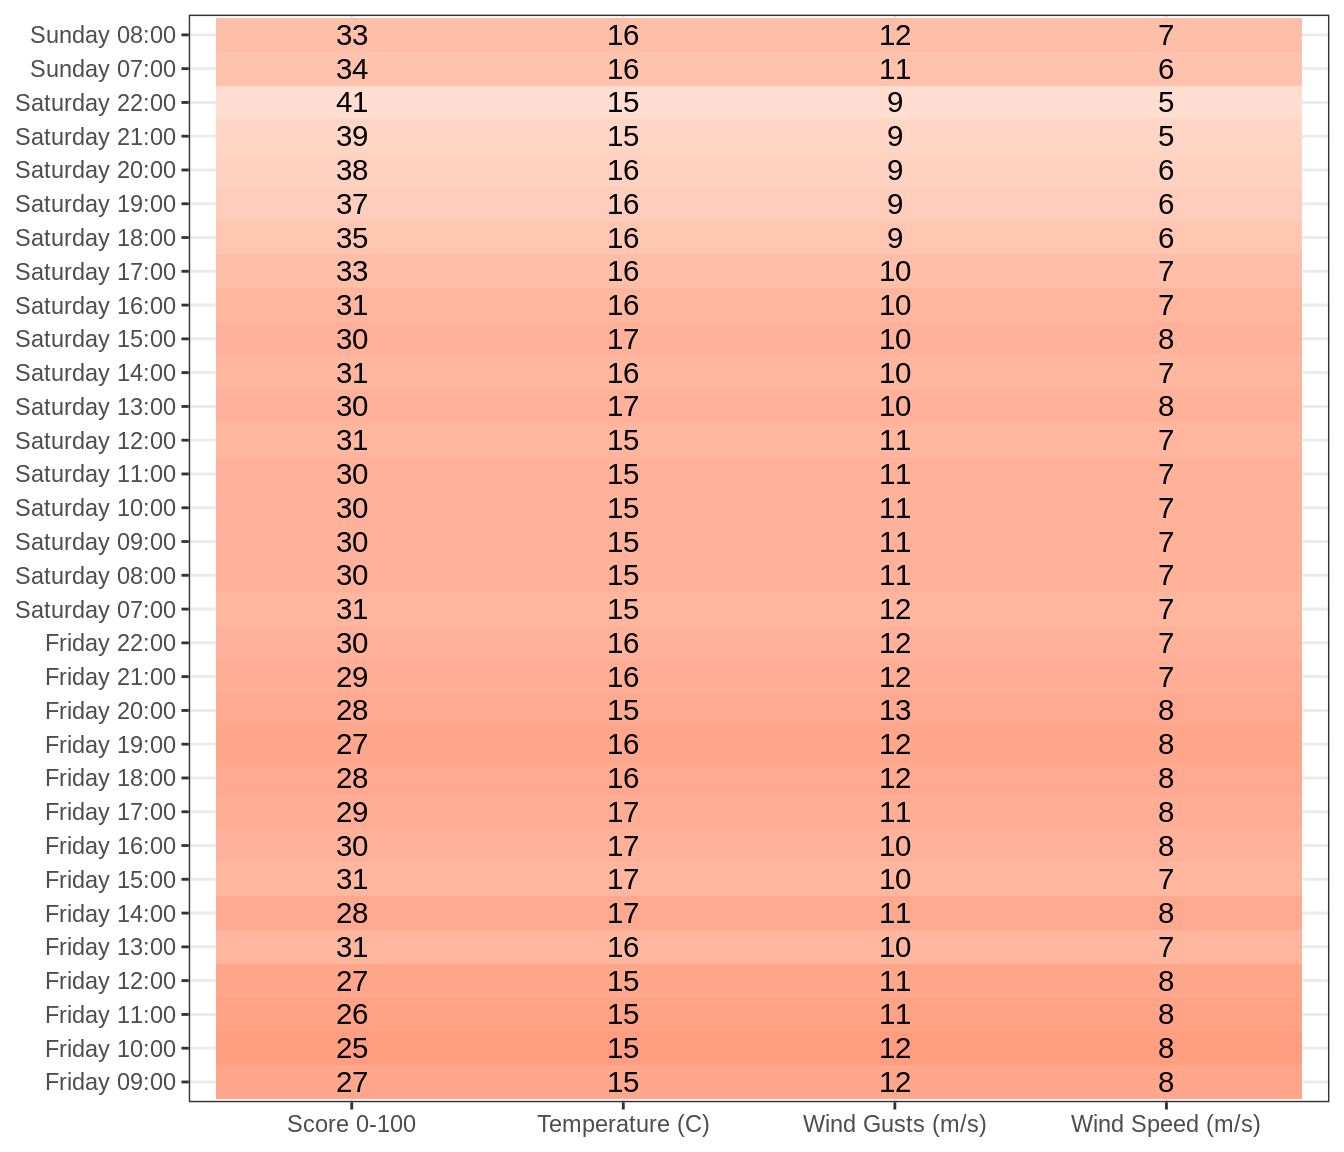 Sunday 08:00 33 16 12 7
Sunday 07:00 34 16 11 6
Saturday 22:00 41 15 9 5
Saturday 21:00 39 15 9 5
Saturday 20:00 38 16 9 6
Saturday 19:00 37 16 9 6
Saturday 18:00 35 16 9 6
Saturday 17:00 33 16 10 7
Saturday 16:00 31 16 10 7
Saturday 15:00 30 17 10 8
Saturday 14:00 31 16 10 7
Saturday 13:00 30 17 10 8
Saturday 12:00 31 15 11 7
Saturday 11:00 30 15 11 7
Saturday 10:00 30 15 11 7
Saturday 09:00 30 15 11 7
Saturday 08:00 30 15 11 7
Saturday 07:00 31 15 12 7
Friday 22:00 30 16 12 7
Friday 21:00 29 16 12 7
Friday 20:00 28 15 13 8
Friday 19:00 27 16 12 8
Friday 18:00 28 16 12 8
Friday 17:00 29 17 11 8
Friday 16:00 30 17 10 8
Friday 15:00 31 17 10 7
Friday 14:00 28 17 11 8
Friday 13:00 31 16 10 7
Friday 12:00 27 15 11 8
Friday 11:00 26 15 11 8
Friday 10:00 25 15 12 8
Friday 09:00 27 15 12 8
Score 0-100 Temperature (C) Wind Gusts (m/s) Wind Speed (m/s)